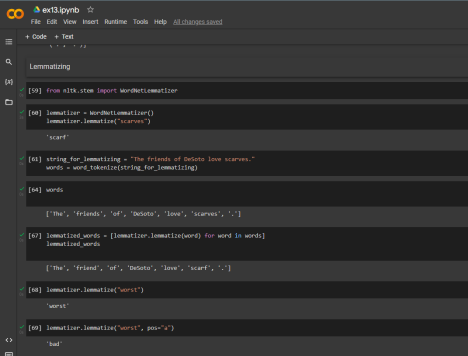 ex13.ipynb
File Edit View Insert Runtime Tools Help All changes saved
+ Code + Text
Lemmatizing
[59] from nltk.stem import WordNetLemmatizer
[60] lemmatizer = WordNetLemmatizer()
lemmatizer.lemmatize("scarves")
'scarf'
[61] string_for_lemmatizing = "The friends of DeSoto love scarves."
words = word_tokenize(string_for_lemmatizing)
[64] words
['The', 'friends', 'of', 'DeSoto', 'love', 'scarves', '.']
[67] lemmatized_words = [lemmatizer.lemmatize(word) for word in words]
lemmatized_words
['The', 'friend', 'of', 'DeSoto', 'love', 'scarf', '.']
[68] lemmatizer.lemmatize("worst")
'worst'
[69] lemmatizer.lemmatize("worst", pos="a")
'bad'